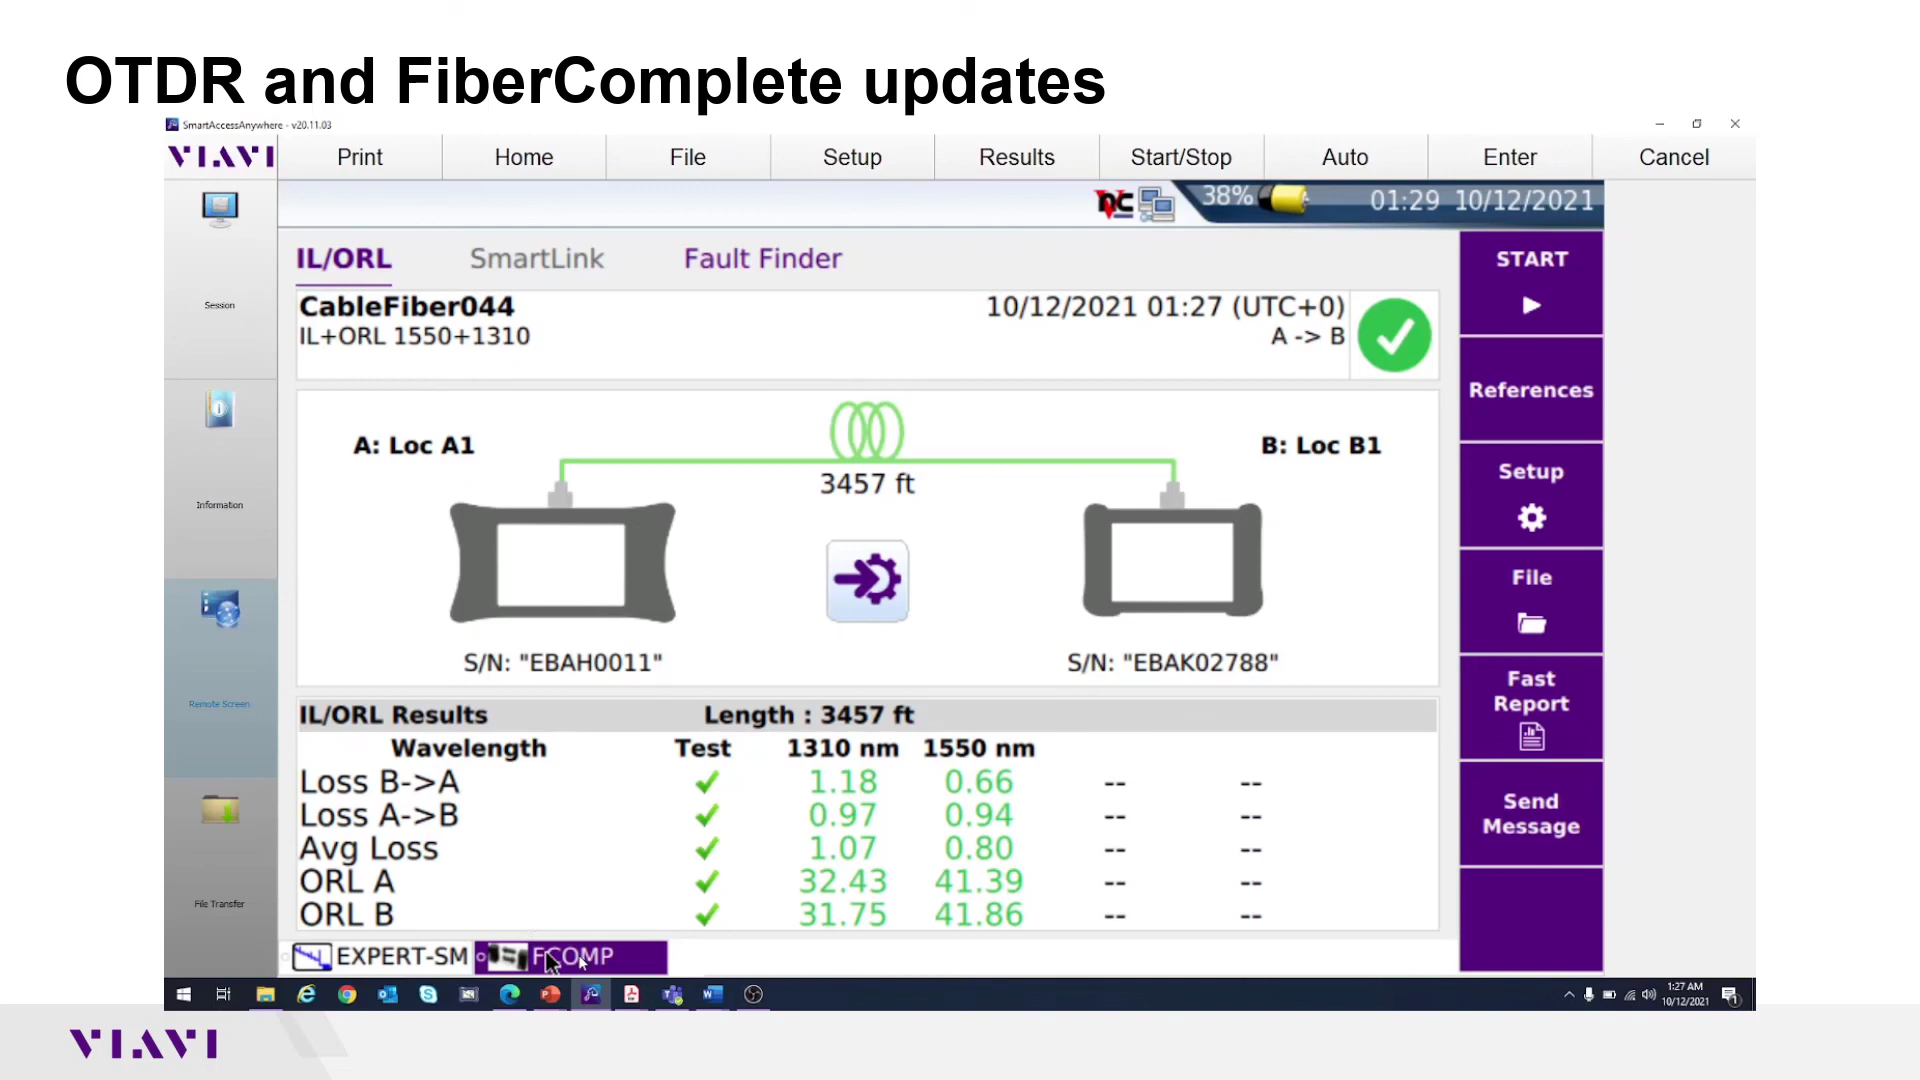 OTDR and FiberComplete updates
SmartAccessAnywhere - v20.11.03
VIAVI Print Home File Setup Results Start/Stop Auto Enter Cancel
38% 01:29 10/12/2021
Session
Information
Remote Screen
File Transfer
IL/ORL SmartLink Fault Finder
CableFiber044 10/12/2021 01:27 (UTC+0)
IL+ORL 1550+1310 A -> B
A: Loc A1 B: Loc B1
3457 ft
S/N: "EBAH0011" S/N: "EBAK02788"
IL/ORL Results Length : 3457 ft
Wavelength Test 1310 nm 1550 nm
Loss B->A 1.18 0.66 -- --
Loss A->B 0.97 0.94 -- --
Avg Loss 1.07 0.80 -- --
ORL A 32.43 41.39 -- --
ORL B 31.75 41.86 -- --
START
References
Setup
File
Fast
Report
Send
Message
EXPERT-SM FCOMP
1:27 AM
10/12/2021
VIAVI